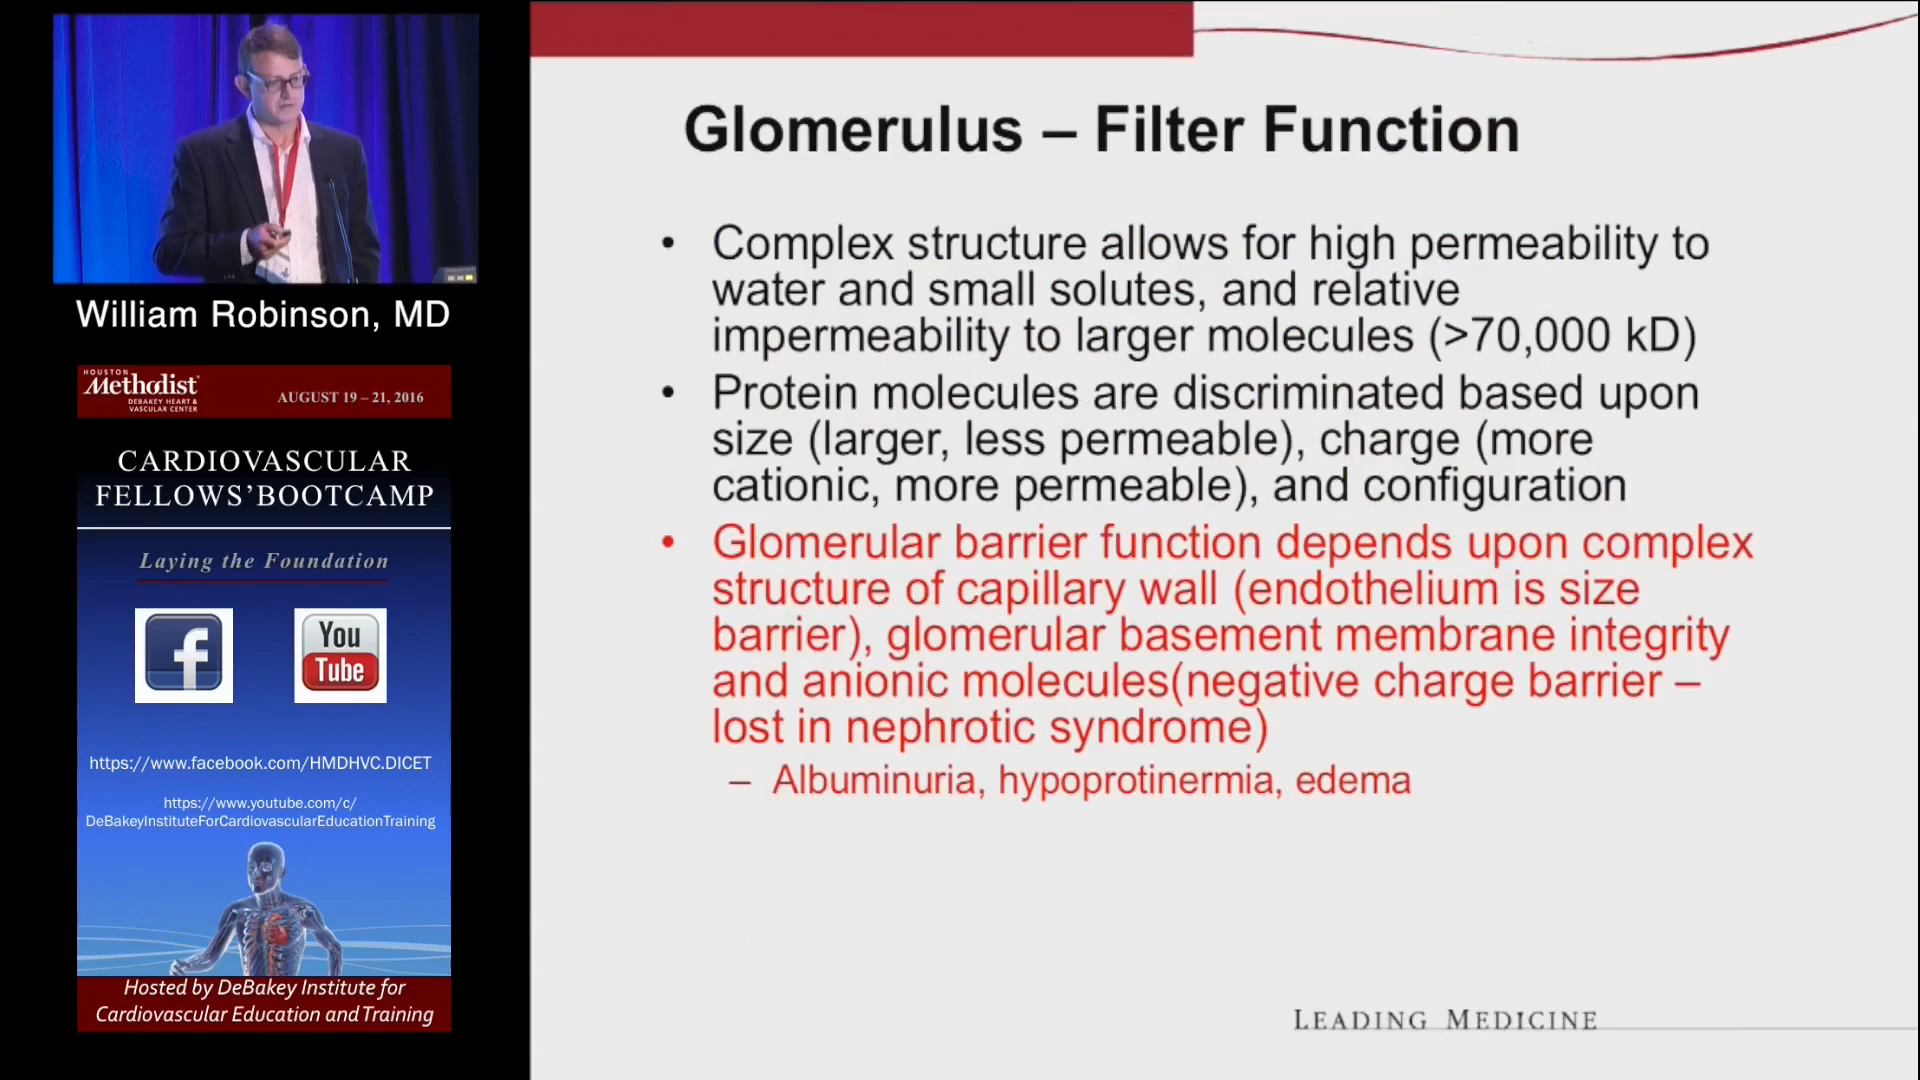 William Robinson, MD
HOUSTON
Methodist
DEBAKEY HEART &
VASCULAR CENTER
AUGUST 19 – 21, 2016
CARDIOVASCULAR
FELLOWS’BOOTCAMP
Laying the Foundation
f
You
Tube
https://www.facebook.com/HMDHVC.DICET
https://www.youtube.com/c/
DeBakeyInstituteForCardiovascularEducationTraining
Hosted by DeBakey Institute for
Cardiovascular Education and Training
Glomerulus – Filter Function
• Complex structure allows for high permeability to
water and small solutes, and relative
impermeability to larger molecules (>70,000 kD)
• Protein molecules are discriminated based upon
size (larger, less permeable), charge (more
cationic, more permeable), and configuration
• Glomerular barrier function depends upon complex
structure of capillary wall (endothelium is size
barrier), glomerular basement membrane integrity
and anionic molecules(negative charge barrier –
lost in nephrotic syndrome)
– Albuminuria, hypoprotinermia, edema
LEADING MEDICINE